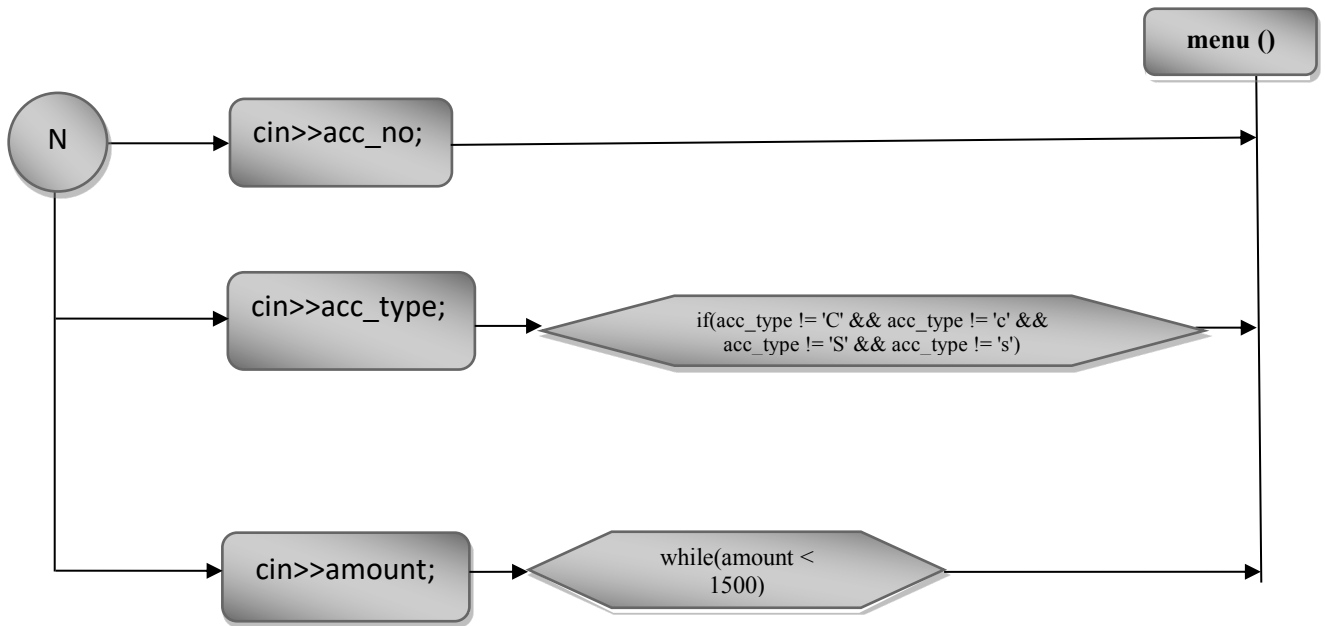 menu ()
N
cin>>acc_no;
cin>>acc_type;
if(acc_type != 'C' && acc_type != 'c' &&
acc_type != 'S' && acc_type != 's')
cin>>amount;
while(amount <
1500)